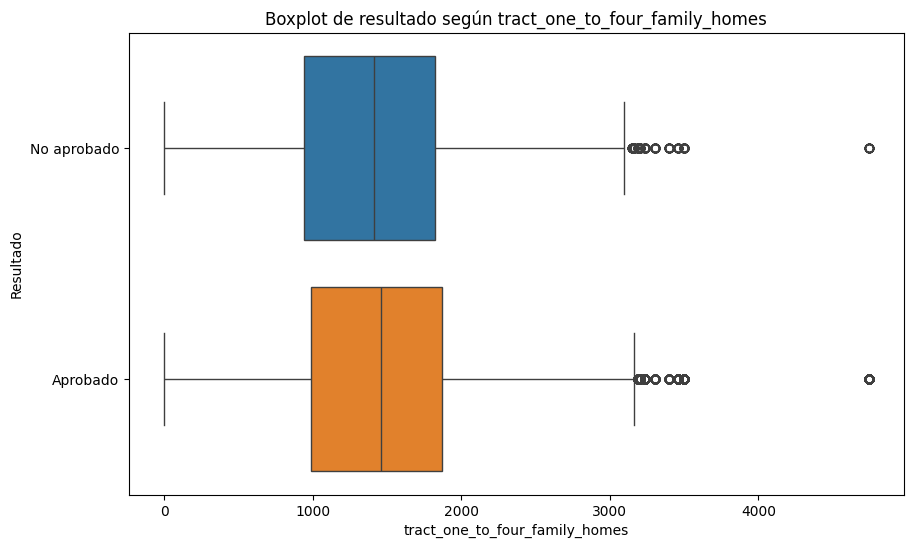 Boxplot de resultado según tract_one_to_four_family_homes
No aprobado
Aprobado
Resultado
0 1000 2000 3000 4000
tract_one_to_four_family_homes